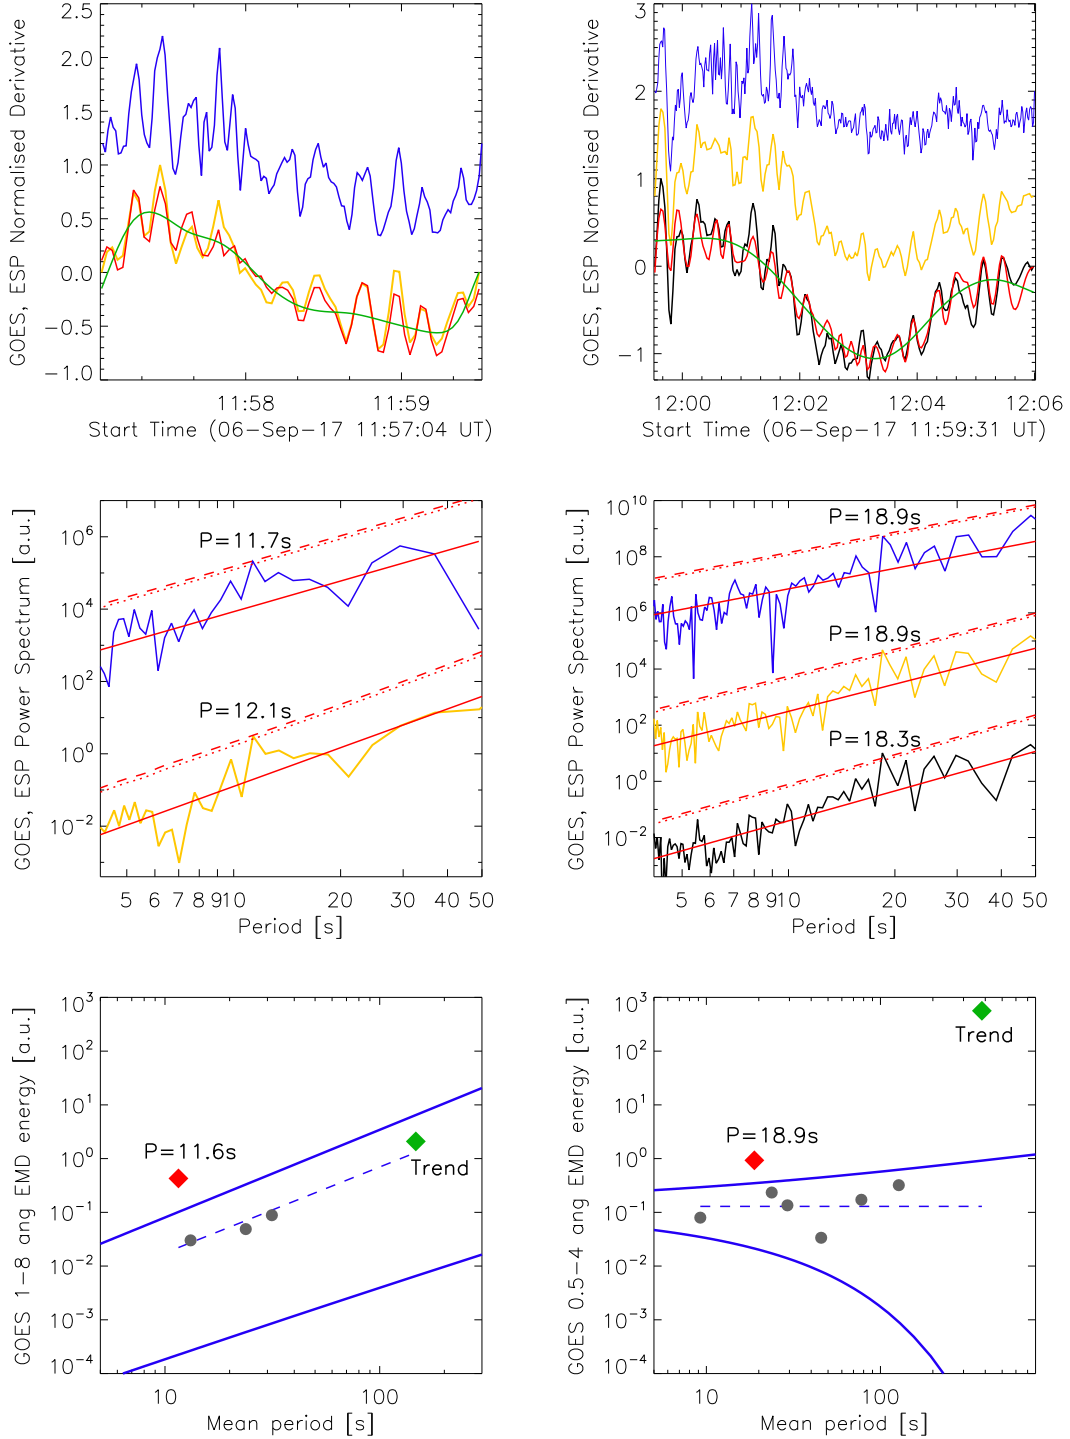 GOES, ESP Normalised Derivative
2.5
2.0
1.5
1.0
0.5
0.0
−0.5
−1.0
11:58
11:59
Start Time (06−Sep−17 11:57:04 UT)
GOES, ESP Normalised Derivative
3
2
1
0
−1
12:00
12:02
12:04
12:06
Start Time (06−Sep−17 11:59:31 UT)
GOES, ESP Power Spectrum [a.u.]
10^6
10^4
10^2
10^0
10^−2
P=11.7s
P=12.1s
5 6 7 8 910 20 30 40 50
Period [s]
GOES, ESP Power Spectrum [a.u.]
10^10
10^8
10^6
10^4
10^2
10^0
10^−2
P=18.9s
P=18.9s
P=18.3s
5 6 7 8 910 20 30 40 50
Period [s]
GOES 1−8 ang EMD energy [a.u.]
10^3
10^2
10^1
10^0
10^−1
10^−2
10^−3
10^−4
P=11.6s
Trend
10 100
Mean period [s]
GOES 0.5−4 ang EMD energy [a.u.]
10^3
10^2
10^1
10^0
10^−1
10^−2
10^−3
10^−4
Trend
P=18.9s
10 100
Mean period [s]